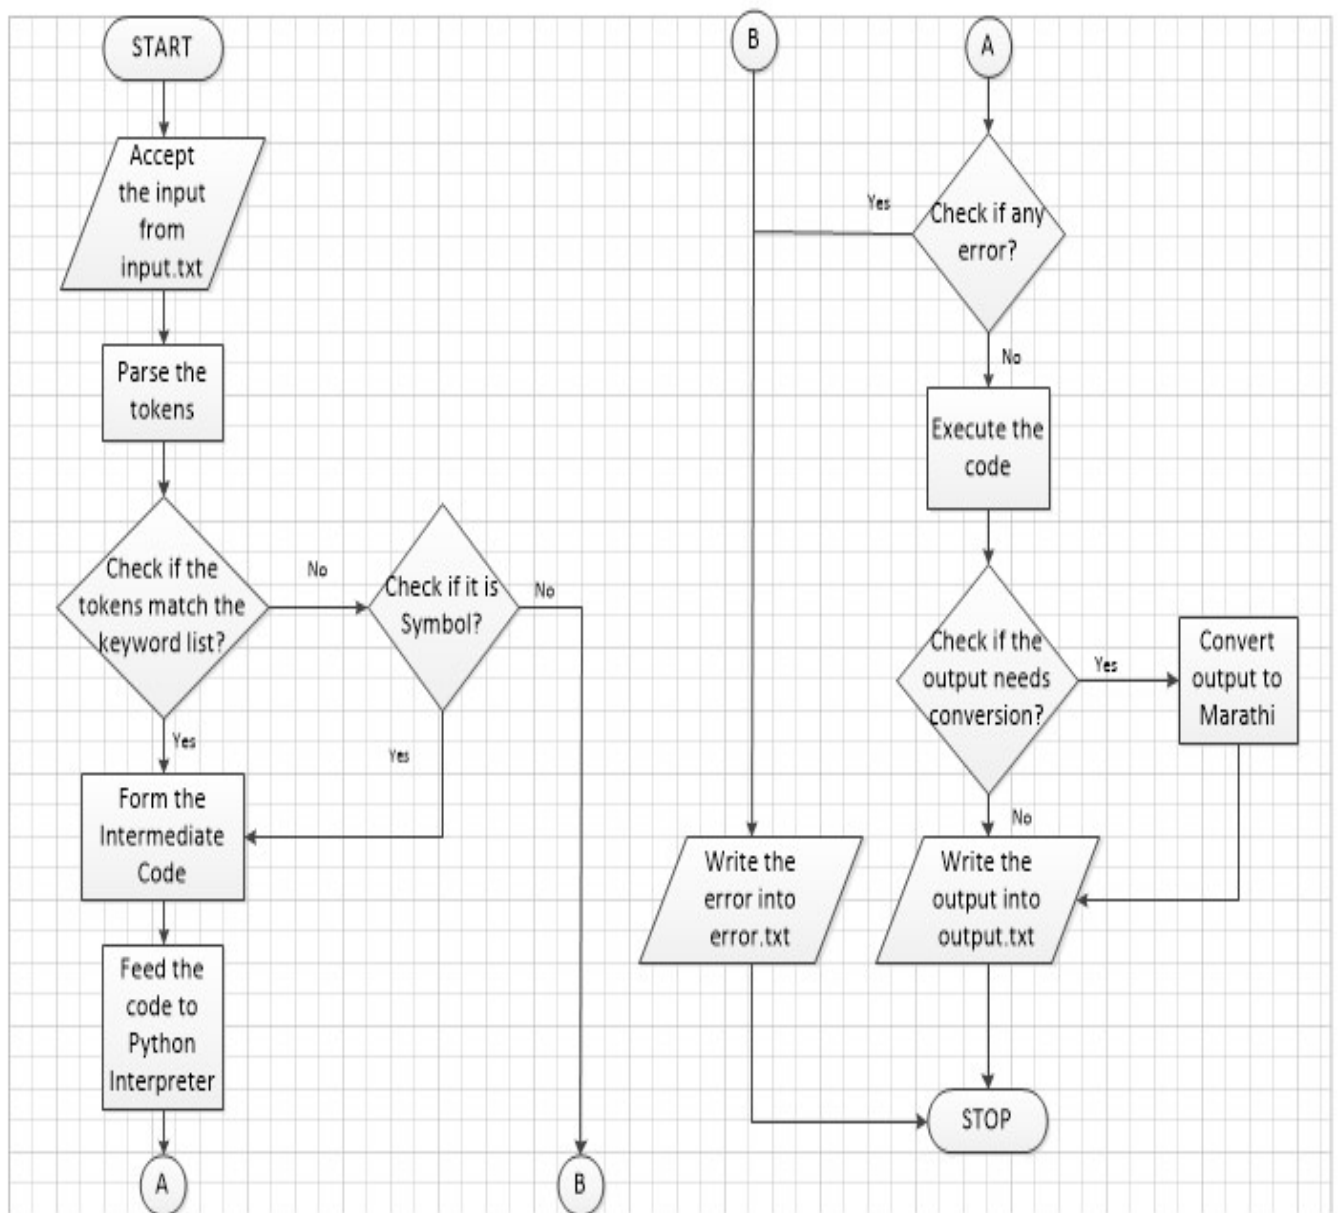 START
Accept
the input
from
input.txt
Parse the
tokens
Check if the
tokens match the
keyword list?
No
Check if it is
Symbol?
No
Yes
Yes
Form the
Intermediate
Code
Feed the
code to
Python
Interpreter
A
B
B
A
Check if any
error?
Yes
No
Execute the
code
Check if the
output needs
conversion?
Yes
Convert
output to
Marathi
No
Write the
error into
error.txt
Write the
output into
output.txt
STOP